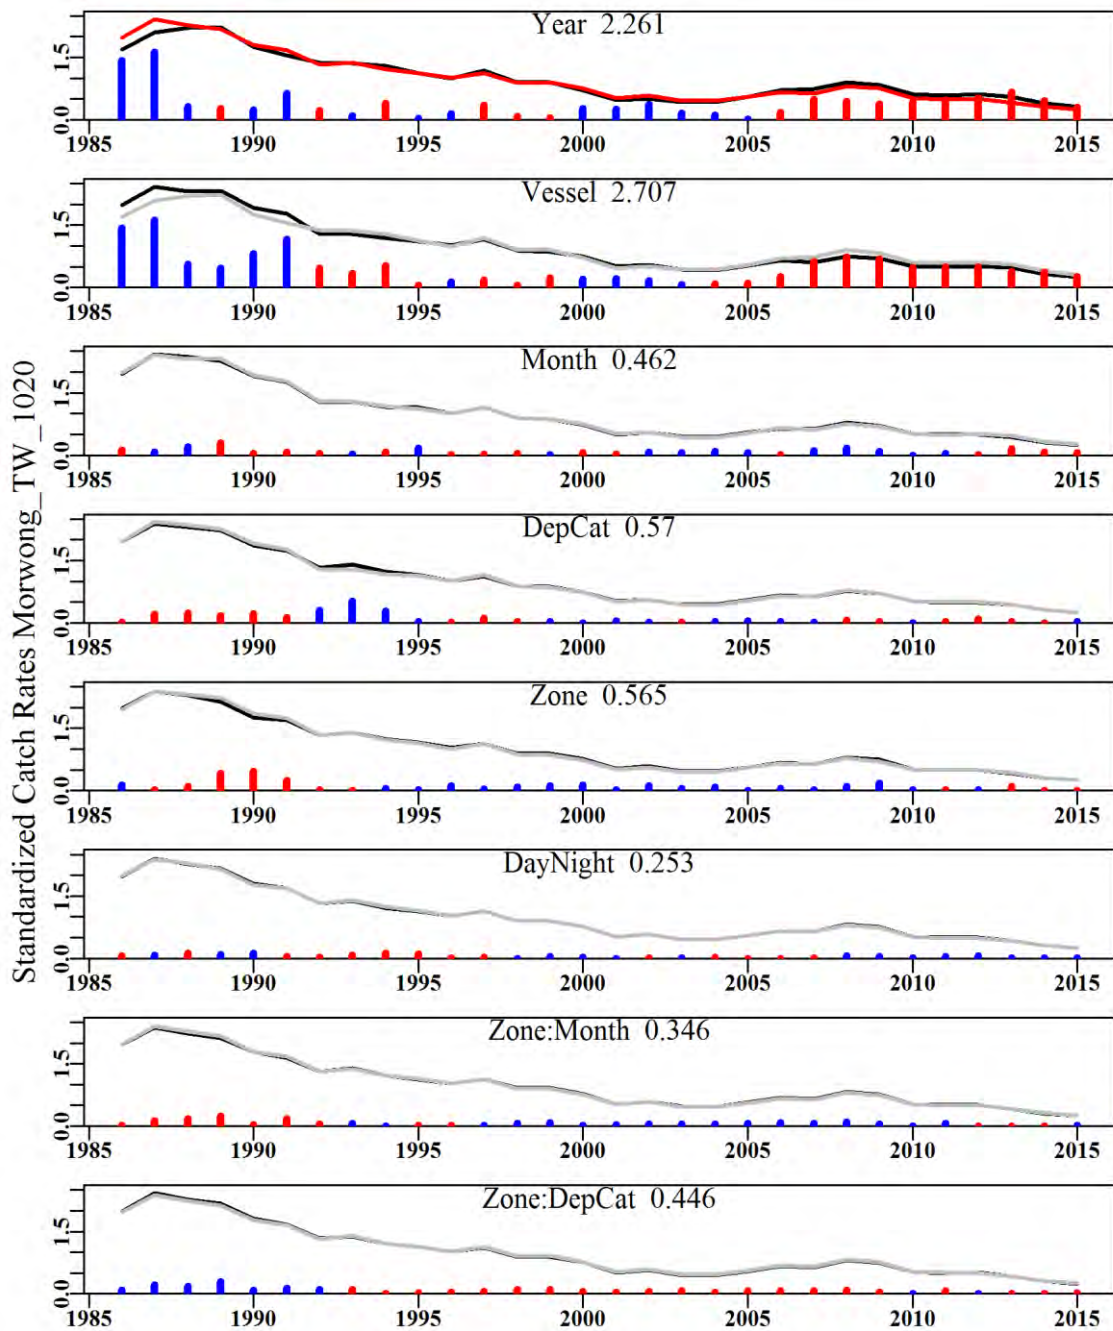 Standardized Catch Rates Morwong_TW_1020
Year 2.261
0.0 1.5
1985 1990 1995 2000 2005 2010 2015
Vessel 2.707
0.0 1.5
1985 1990 1995 2000 2005 2010 2015
Month 0.462
0.0 1.5
1985 1990 1995 2000 2005 2010 2015
DepCat 0.57
0.0 1.5
1985 1990 1995 2000 2005 2010 2015
Zone 0.565
0.0 1.5
1985 1990 1995 2000 2005 2010 2015
DayNight 0.253
0.0 1.5
1985 1990 1995 2000 2005 2010 2015
Zone:Month 0.346
0.0 1.5
1985 1990 1995 2000 2005 2010 2015
Zone:DepCat 0.446
0.0 1.5
1985 1990 1995 2000 2005 2010 2015